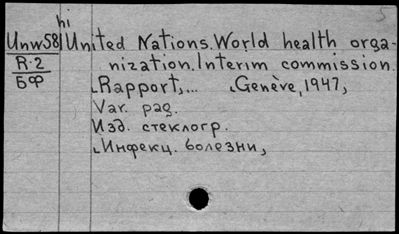 hi 5
UnwS8 United Nations. World health orga-
R.2 nization. Interim commission.
БФ Rapport,... Genève, 1947,
Var. pag.
Изд. стеклогр.
Инфекц. болезни,